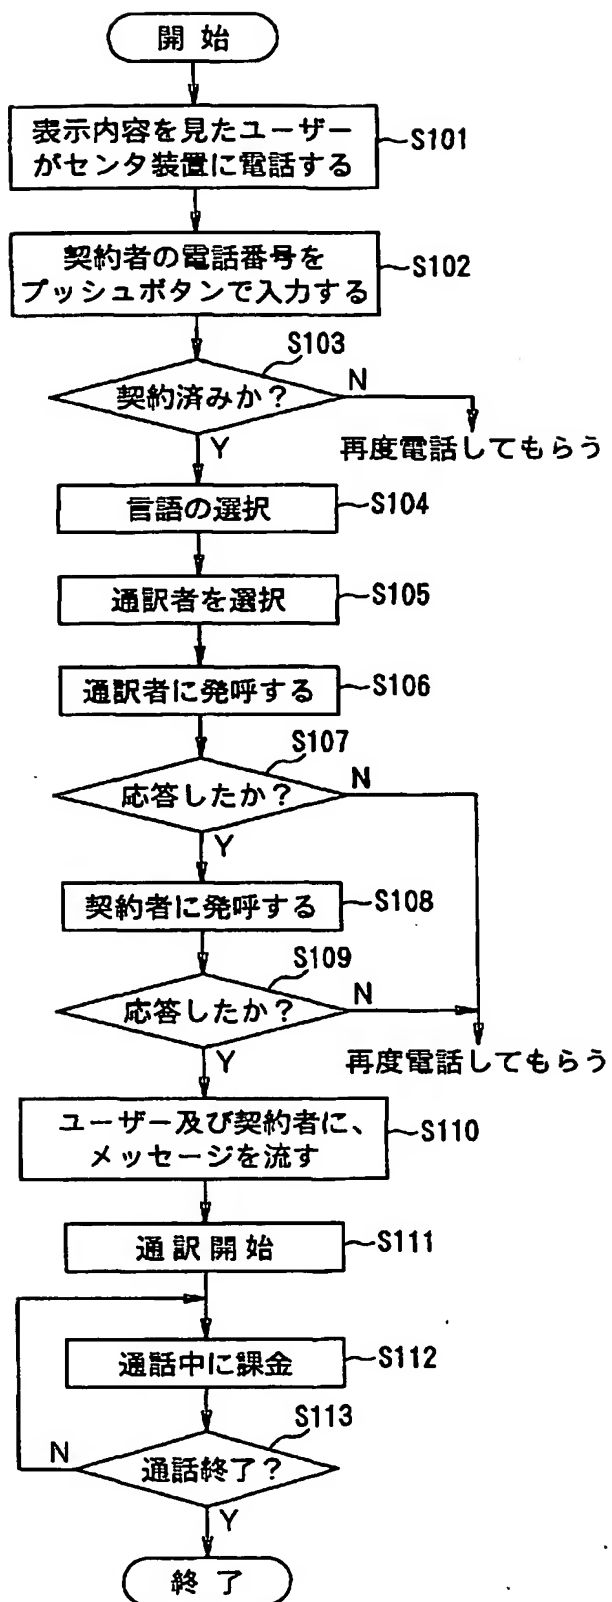 開始
表示内容を見たユーザー
がセンタ装置に電話する
S101
契約者の電話番号を
プッシュボタンで入力する
S102
S103
契約済みか?
N
Y
再度電話してもらう
言語の選択
S104
通訳者を選択
S105
通訳者に発呼する
S106
S107
応答したか?
N
Y
契約者に発呼する
S108
S109
応答したか?
N
Y
再度電話してもらう
ユーザー及び契約者に、
メッセージを流す
S110
通訳開始
S111
通話中に課金
S112
S113
通話終了?
N
Y
終了